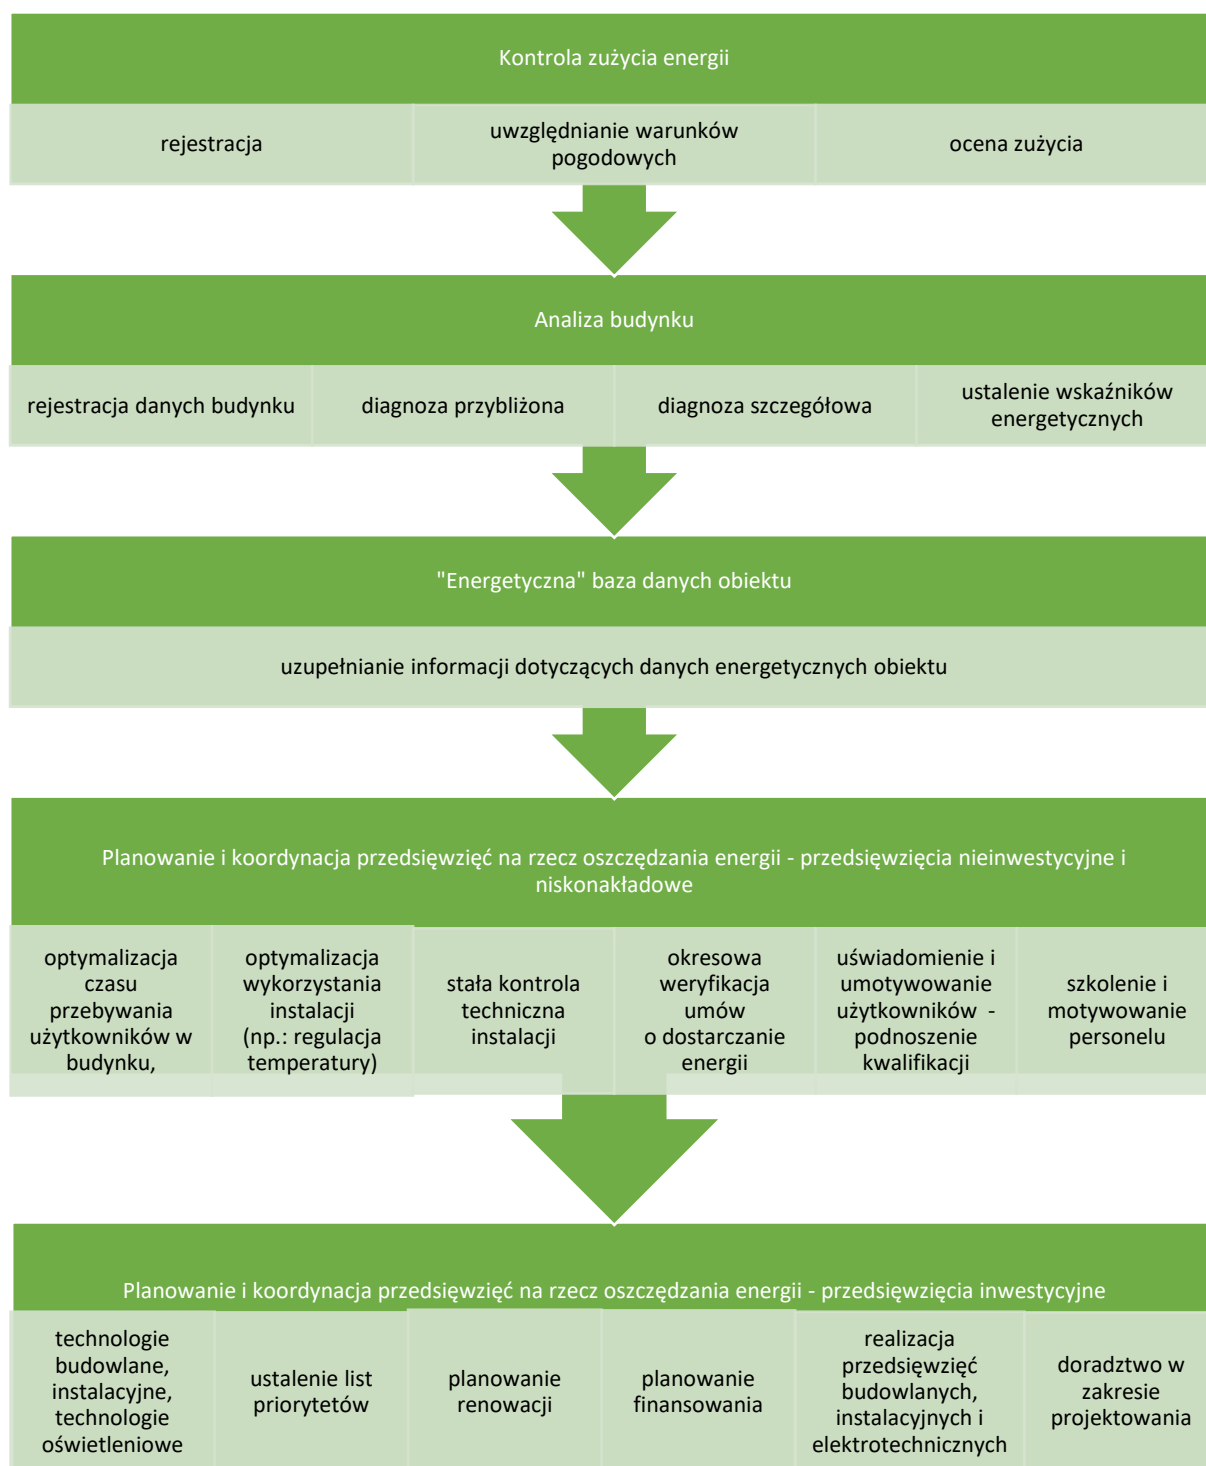 Kontrola zużycia energii
rejestracja
uwzględnianie warunków
pogodowych
ocena zużycia
Analiza budynku
rejestracja danych budynku
diagnoza przybliżona
diagnoza szczegółowa
ustalenie wskaźników
energetycznych
"Energetyczna" baza danych obiektu
uzupełnianie informacji dotyczących danych energetycznych obiektu
Planowanie i koordynacja przedsięwzięć na rzecz oszczędzania energii - przedsięwzięcia nieinwestycyjne i
niskonakładowe
optymalizacja
czasu
przebywania
użytkowników w
budynku,
optymalizacja
wykorzystania
instalacji
(np.: regulacja
temperatury)
stała kontrola
techniczna
instalacji
okresowa
weryfikacja
umów
o dostarczanie
energii
uświadomienie i
umotywowanie
użytkowników -
podnoszenie
kwalifikacji
szkolenie i
motywowanie
personelu
Planowanie i koordynacja przedsięwzięć na rzecz oszczędzania energii - przedsięwzięcia inwestycyjne
technologie
budowlane,
instalacyjne,
technologie
oświetleniowe
ustalenie list
priorytetów
planowanie
renowacji
planowanie
finansowania
realizacja
przedsięwzięć
budowlanych,
instalacyjnych i
elektrotechnicznych
doradztwo w
zakresie
projektowania